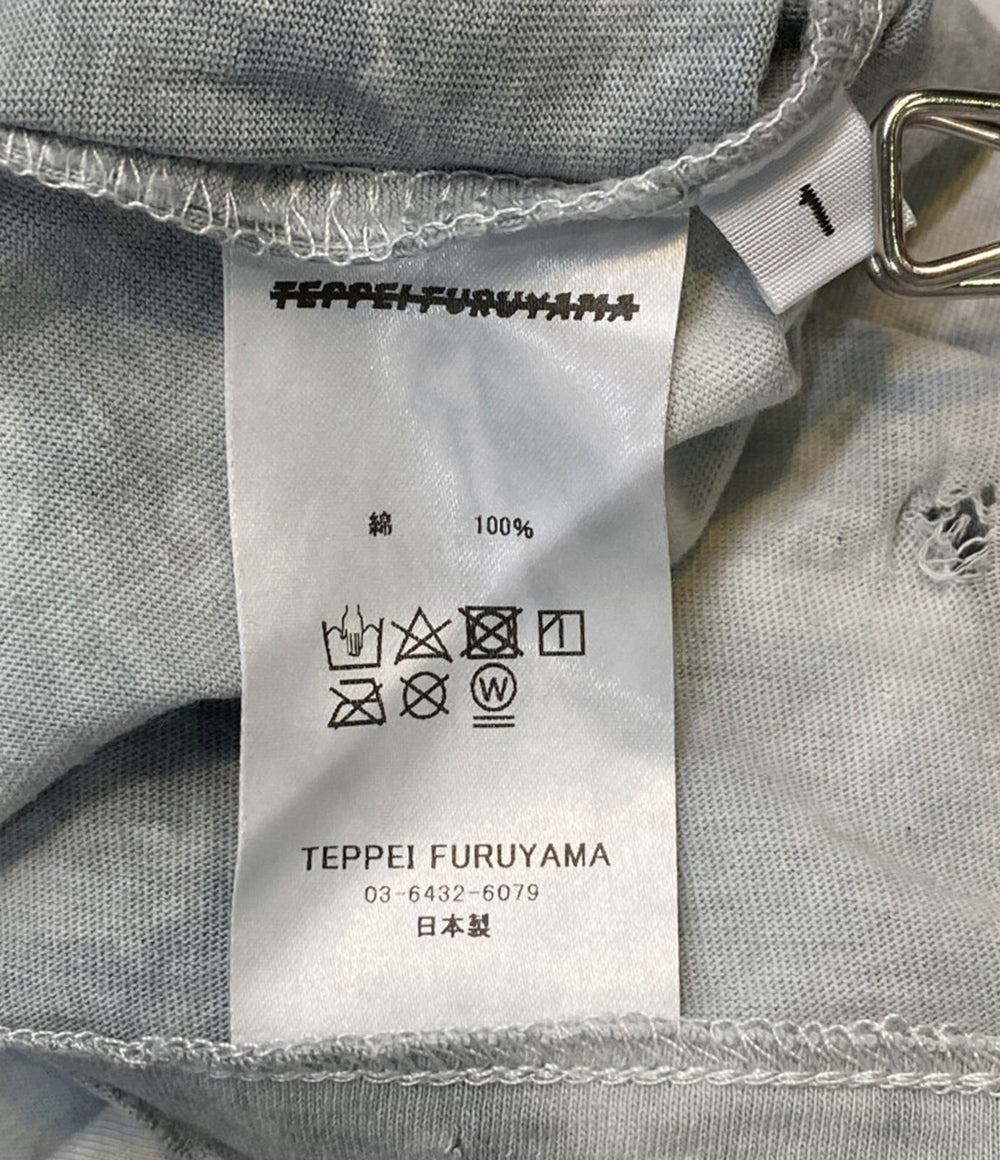 1
TEPPEI FURUYAMA
綿 100%
W
TEPPEI FURUYAMA
03-6432-6079
日本製